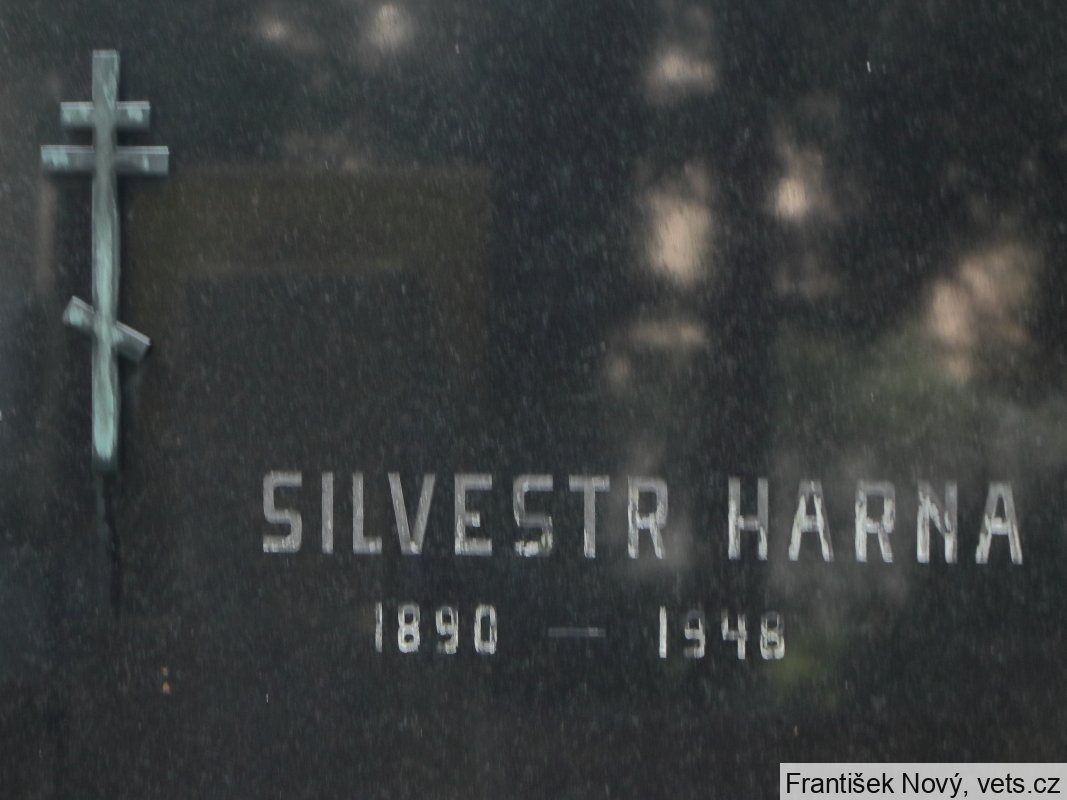 SILVESTR HARNA
1890 — 1948
František Nový, vets.cz